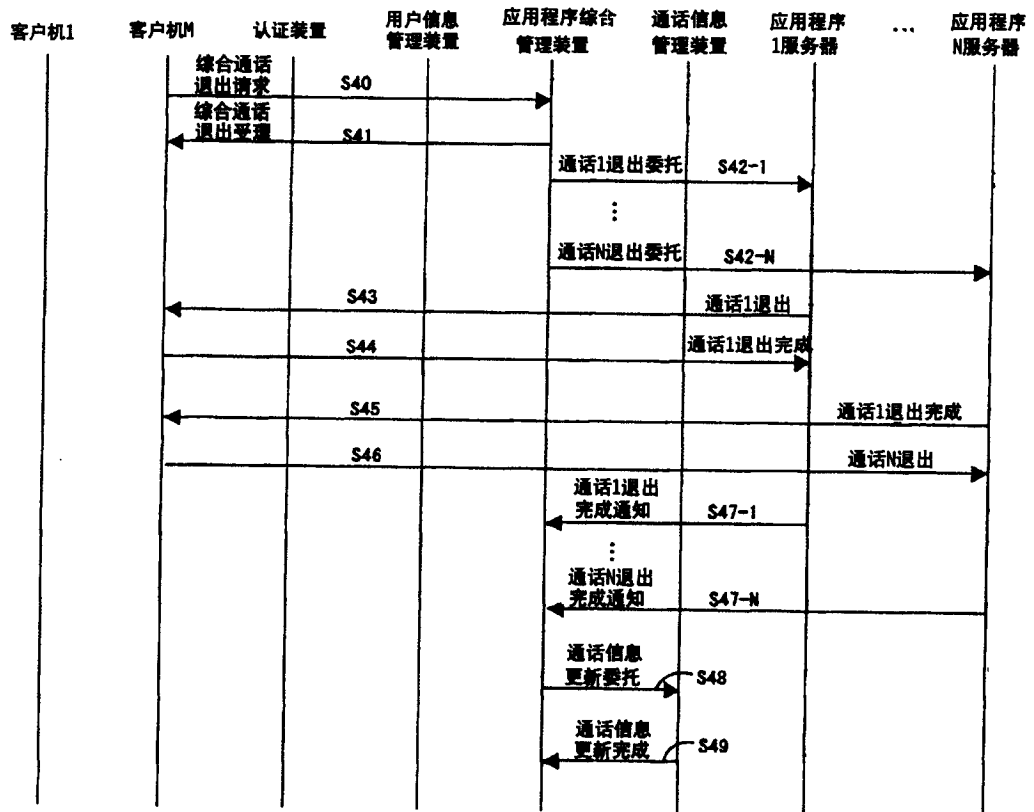 客户机1
客户机M
认证装置
用户信息
管理装置
应用程序综合
管理装置
通话信息
管理装置
应用程序
1服务器
...
应用程序
N服务器
综合通话
退出请求
S40
综合通话
退出受理
S41
通话1退出委托
S42-1
通话N退出委托
S42-N
S43
通话1退出
S44
通话1退出完成
S45
通话1退出完成
S46
通话N退出
通话1退出
完成通知
S47-1
通话N退出
完成通知
S47-N
通话信息
更新委托
S48
通话信息
更新完成
S49